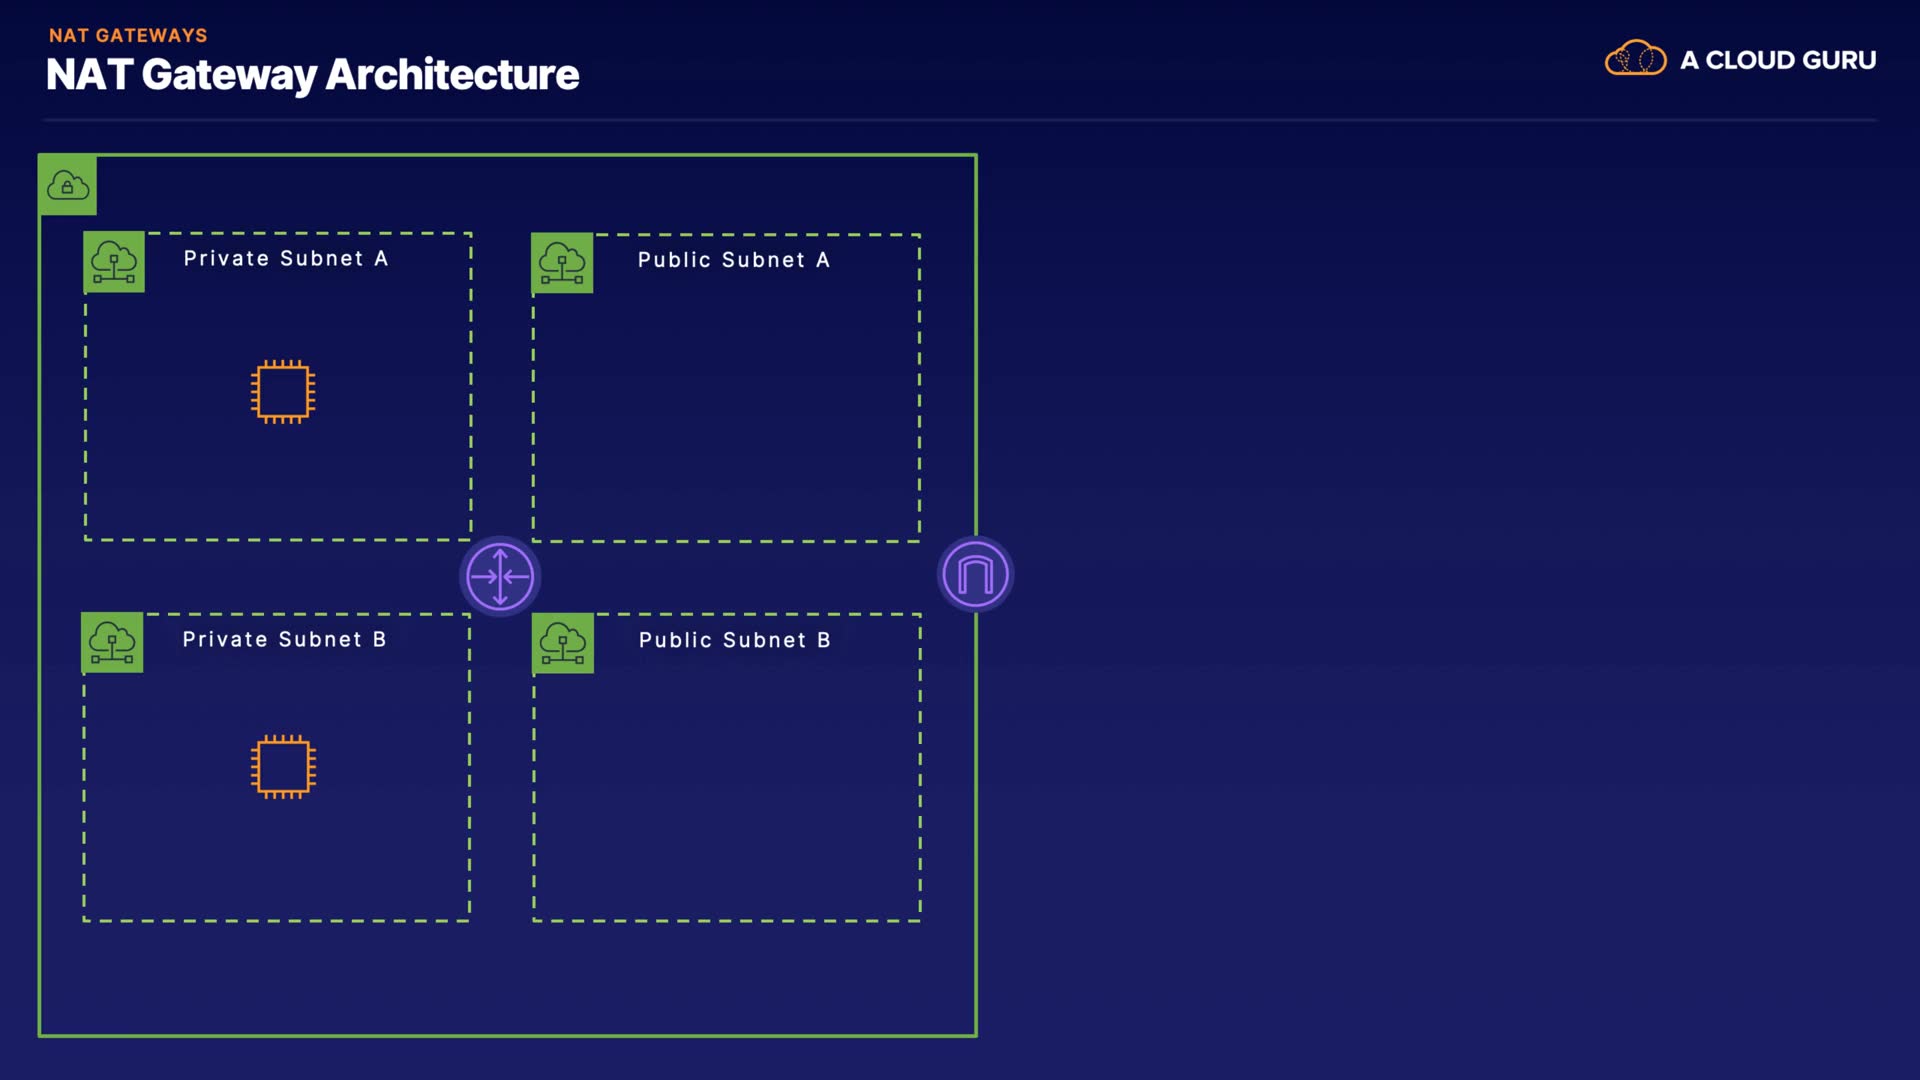 NAT GATEWAYS
NAT Gateway Architecture
A CLOUD GURU
Private Subnet A
Public Subnet A
Private Subnet B
Public Subnet B